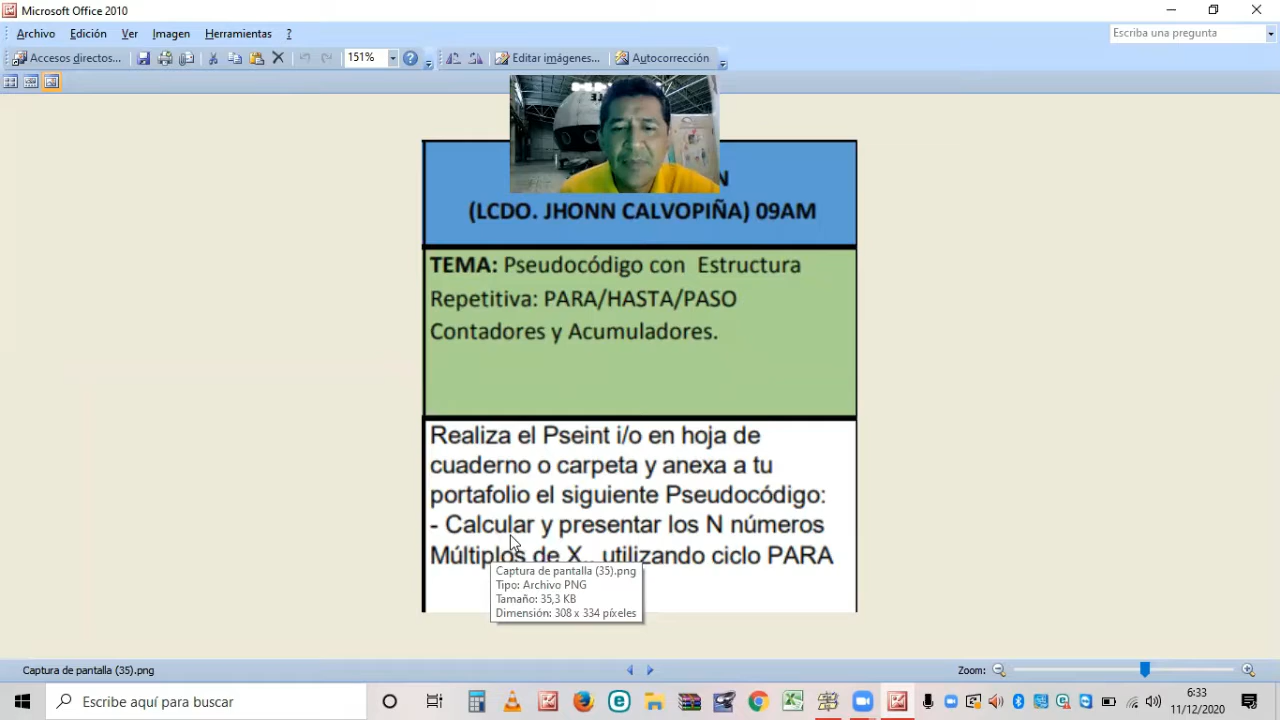 Microsoft Office 2010
Archivo Edición Ver Imagen Herramientas ?
Escriba una pregunta
Accesos directos... 151% Editar imágenes... Autocorrección
N
(LCDO. JHONN CALVOPIÑA) 09AM
TEMA: Pseudocódigo con Estructura
Repetitiva: PARA/HASTA/PASO
Contadores y Acumuladores.
Realiza el Pseint i/o en hoja de
cuaderno o carpeta y anexa a tu
portafolio el siguiente Pseudocódigo:
- Calcular y presentar los N números
Múltiplos de X.. utilizando ciclo PARA
Captura de pantalla (35).png
Tipo: Archivo PNG
Tamaño: 35,3 KB
Dimensión: 308 x 334 píxeles
Captura de pantalla (35).png
Zoom:
Escribe aquí para buscar
6:33
11/12/2020